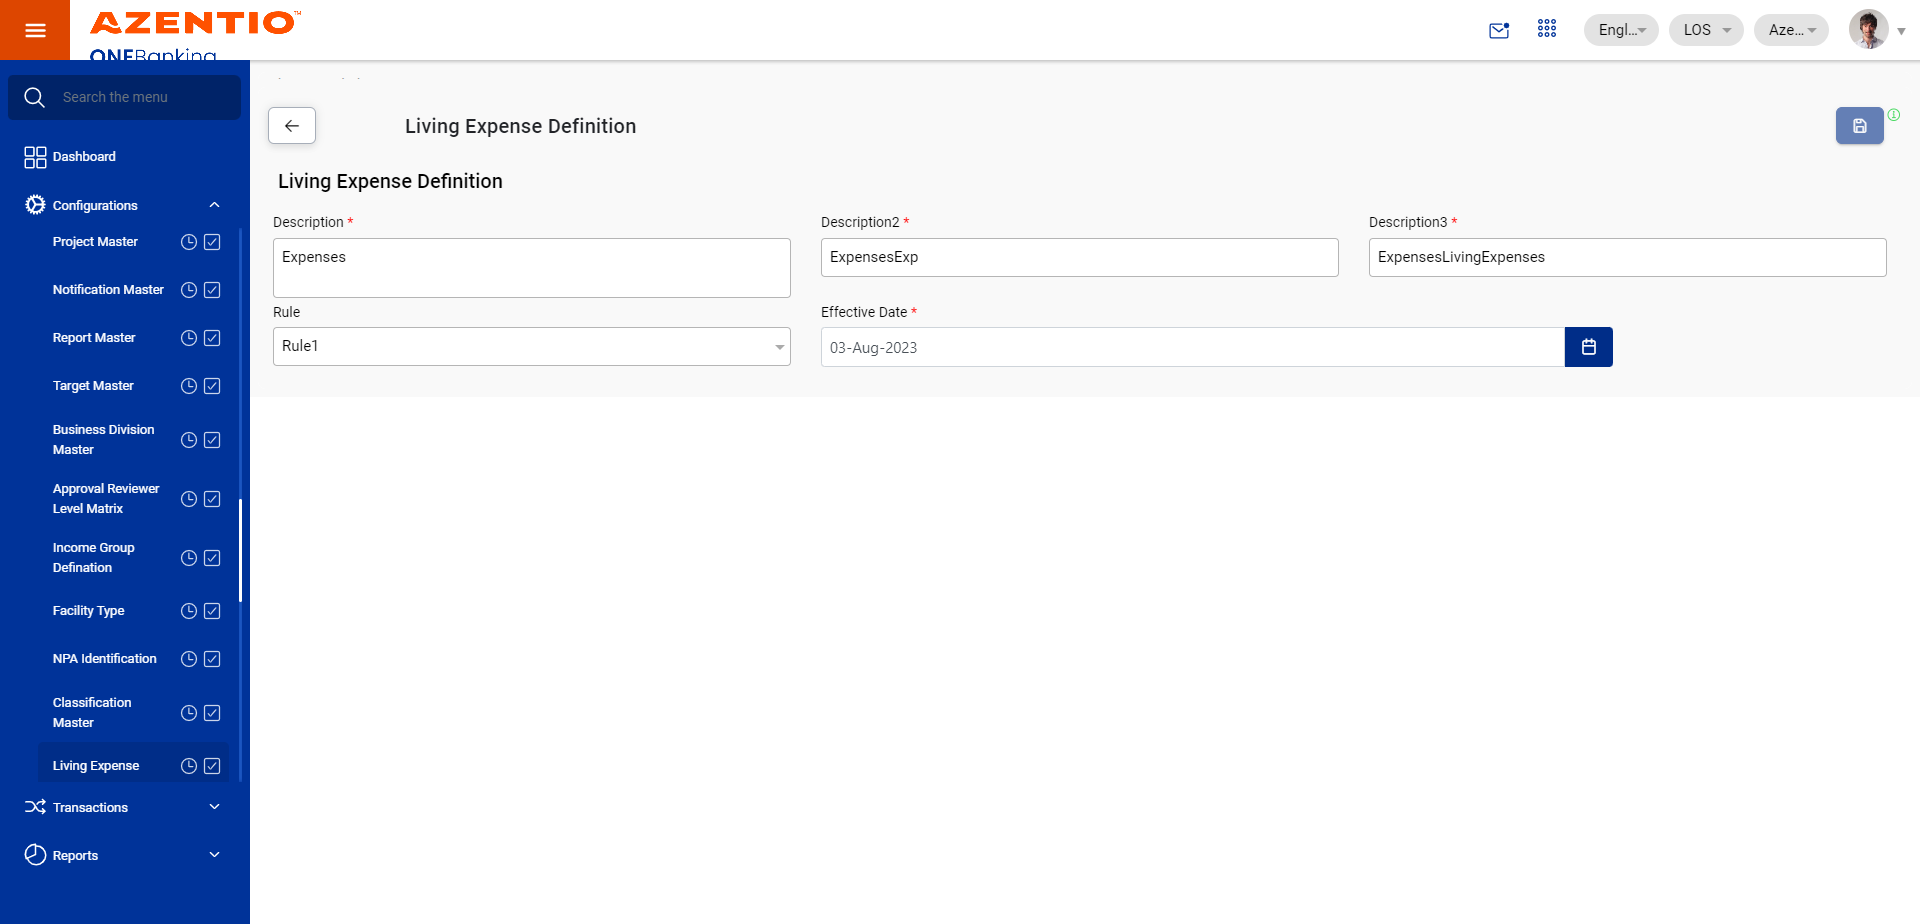 AZENTIO™
ONEBanking
Engl...
LOS
Aze...
Search the menu
Dashboard
Configurations
Project Master
Notification Master
Report Master
Target Master
Business Division
Master
Approval Reviewer
Level Matrix
Income Group
Defination
Facility Type
NPA Identification
Classification
Master
Living Expense
Transactions
Reports
Living Expense Definition
Living Expense Definition
Description *
Expenses
Description2 *
ExpensesExp
Description3 *
ExpensesLivingExpenses
Rule
Rule1
Effective Date *
03-Aug-2023